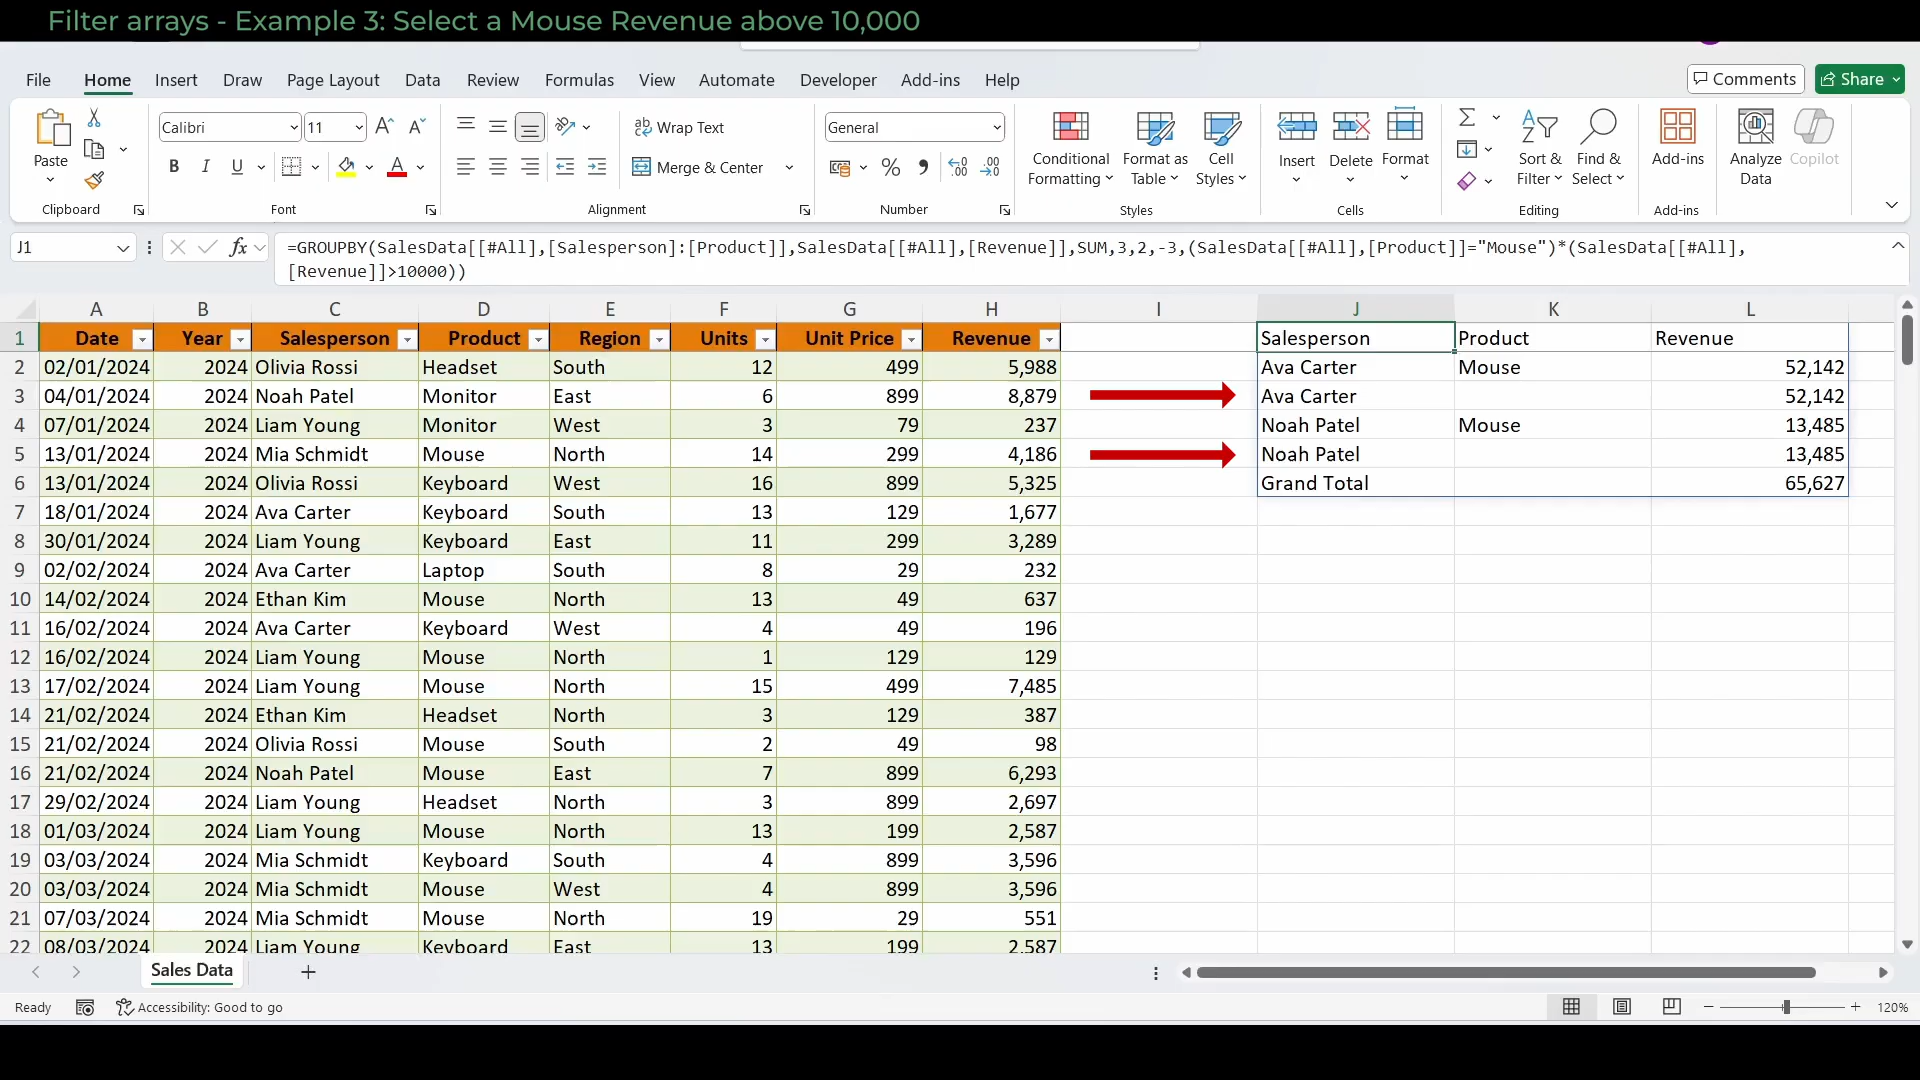 Filter arrays - Example 3: Select a Mouse Revenue above 10,000
File Home Insert Draw Page Layout Formulas Data Review View Automate Developer Add-ins Help
Comments Share
Paste
Clipboard
Calibri 11
B I U
Font
Wrap Text
Merge & Center
Alignment
General
Number
Conditional Formatting
Format as Table
Cell Styles
Styles
Insert Delete Format
Cells
Sort & Filter
Find & Select
Editing
Add-ins
Add-ins
Analyze Data
Copilot
J1
fx
=GROUPBY(SalesData[[#All],[Salesperson]:[Product]],SalesData[[#All],[Revenue]],SUM,3,2,-3,(SalesData[[#All],[Product]]="Mouse")*(SalesData[[#All],
[Revenue]]>10000))
A B C D E F G H I J K L
1 Date Year Salesperson Product Region Units Unit Price Revenue Salesperson Product Revenue
2 02/01/2024 2024 Olivia Rossi Headset South 12 499 5,988 Ava Carter Mouse 52,142
3 04/01/2024 2024 Noah Patel Monitor East 6 899 8,879 Ava Carter 52,142
4 07/01/2024 2024 Liam Young Monitor West 3 79 237 Noah Patel Mouse 13,485
5 13/01/2024 2024 Mia Schmidt Mouse North 14 299 4,186 Noah Patel 13,485
6 13/01/2024 2024 Olivia Rossi Keyboard West 16 899 5,325 Grand Total 65,627
7 18/01/2024 2024 Ava Carter Keyboard South 13 129 1,677
8 30/01/2024 2024 Liam Young Keyboard East 11 299 3,289
9 02/02/2024 2024 Ava Carter Laptop South 8 29 232
10 14/02/2024 2024 Ethan Kim Mouse North 13 49 637
11 16/02/2024 2024 Ava Carter Keyboard West 4 49 196
12 16/02/2024 2024 Liam Young Mouse North 1 129 129
13 17/02/2024 2024 Liam Young Mouse North 15 499 7,485
14 21/02/2024 2024 Ethan Kim Headset North 3 129 387
15 21/02/2024 2024 Olivia Rossi Mouse South 2 49 98
16 21/02/2024 2024 Noah Patel Mouse East 7 899 6,293
17 29/02/2024 2024 Liam Young Headset North 3 899 2,697
18 01/03/2024 2024 Liam Young Mouse North 13 199 2,587
19 03/03/2024 2024 Mia Schmidt Keyboard South 4 899 3,596
20 03/03/2024 2024 Mia Schmidt Mouse West 4 899 3,596
21 07/03/2024 2024 Mia Schmidt Mouse North 19 29 551
22 08/03/2024 2024 Liam Young Keyboard East 13 199 2,587
Sales Data
Ready Accessibility: Good to go 120%